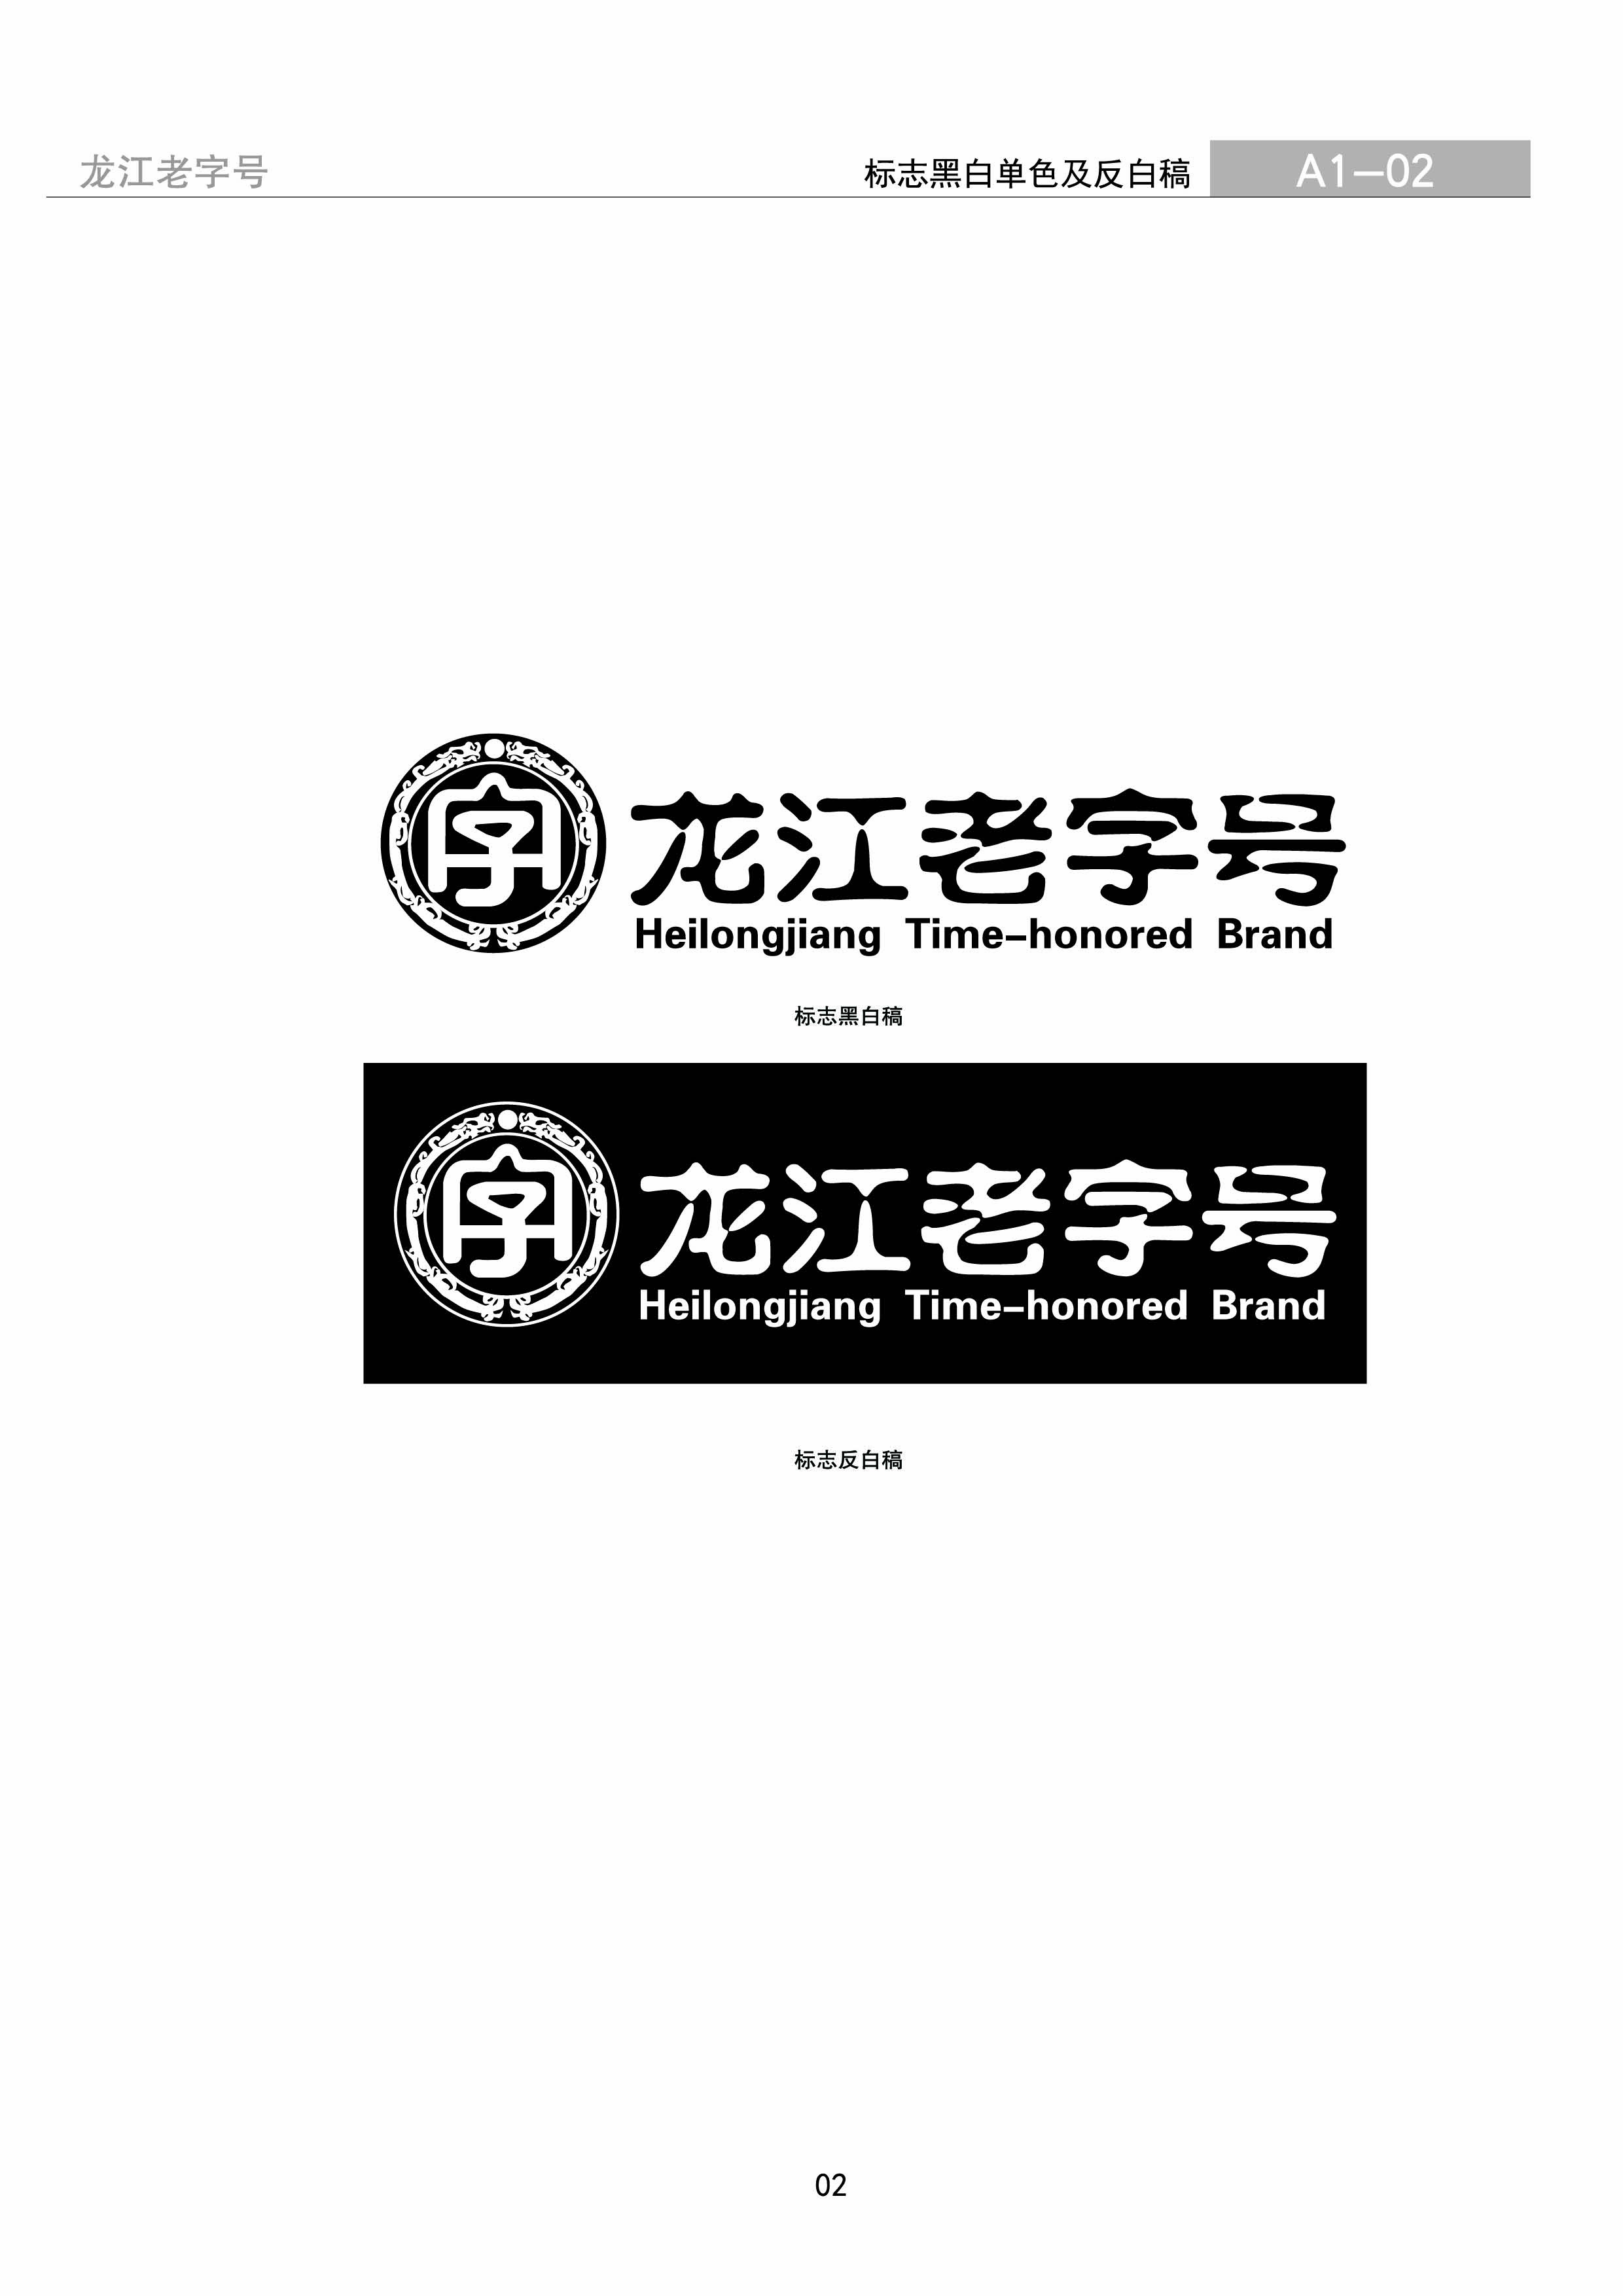 龙江老字号
标志黑白单色及反白稿
A1—02
字
龙江老字号
Heilongjiang Time-honored Brand
标志黑白稿
字
龙江老字号
Heilongjiang Time-honored Brand
标志反白稿
02